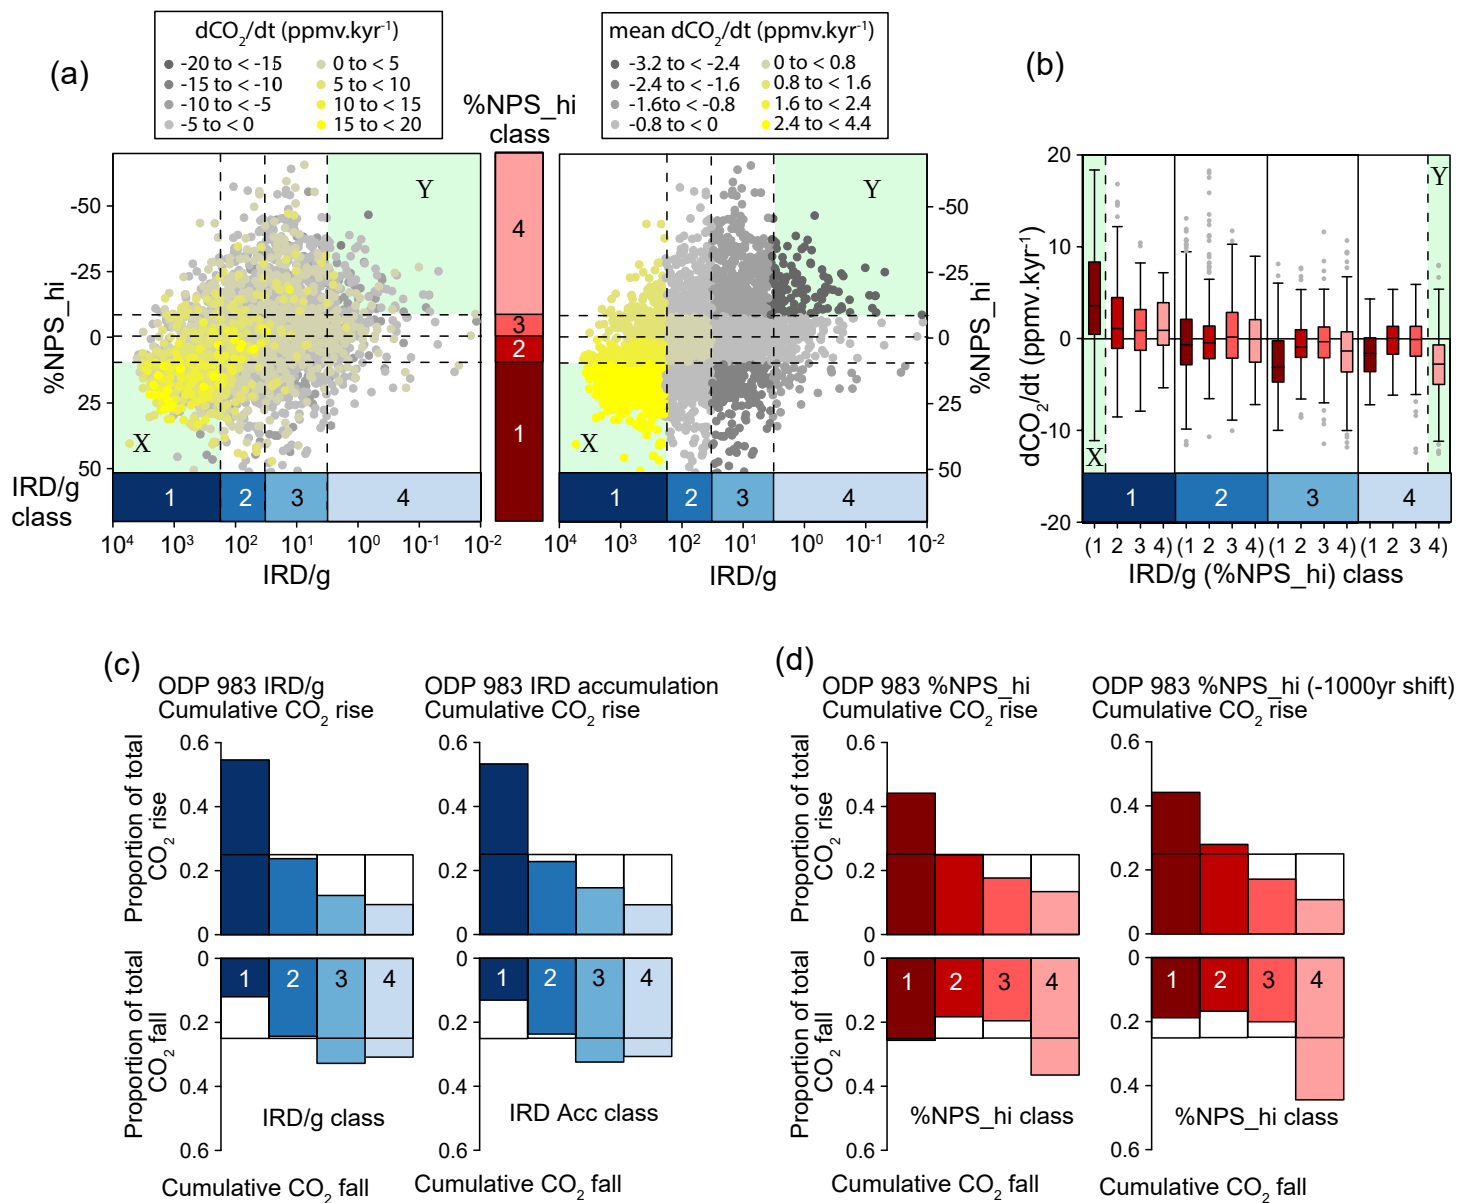 (a)
dCO2/dt (ppmv.kyr-1)
-20 to < -15
-15 to < -10
-10 to < -5
-5 to < 0
0 to < 5
5 to < 10
10 to < 15
15 to < 20
%NPS_hi
class
mean dCO2/dt (ppmv.kyr-1)
-3.2 to < -2.4
-2.4 to < -1.6
-1.6to < -0.8
-0.8 to < 0
0 to < 0.8
0.8 to < 1.6
1.6 to < 2.4
2.4 to < 4.4
%NPS_hi
-50
-25
0
25
50
Y
X
4
3
2
1
Y
X
-50
-25
0
25
50
%NPS_hi
IRD/g
class
1 2 3 4
1 2 3 4
10^4 10^3 10^2 10^1 10^0 10^-1 10^-2
10^4 10^3 10^2 10^1 10^0 10^-1 10^-2
IRD/g
IRD/g
(b)
dCO2/dt (ppmv.kyr-1)
20
10
0
-10
-20
X
Y
1 2 3 4
(1 2 3 4) (1 2 3 4) (1 2 3 4) (1 2 3 4)
IRD/g (%NPS_hi) class
(c)
ODP 983 IRD/g
Cumulative CO2 rise
ODP 983 IRD accumulation
Cumulative CO2 rise
Proportion of total
CO2 rise
0.6
0.4
0.2
0
0.6
0.4
0.2
0
Proportion of total
CO2 fall
0
0.2
0.4
0.6
1 2 3 4
0
0.2
0.4
0.6
1 2 3 4
IRD/g class
IRD Acc class
Cumulative CO2 fall
Cumulative CO2 fall
(d)
ODP 983 %NPS_hi
Cumulative CO2 rise
ODP 983 %NPS_hi (-1000yr shift)
Cumulative CO2 rise
Proportion of total
CO2 rise
0.6
0.4
0.2
0
0.6
0.4
0.2
0
Proportion of total
CO2 fall
0
0.2
0.4
0.6
1 2 3 4
0
0.2
0.4
0.6
1 2 3 4
%NPS_hi class
%NPS_hi class
Cumulative CO2 fall
Cumulative CO2 fall